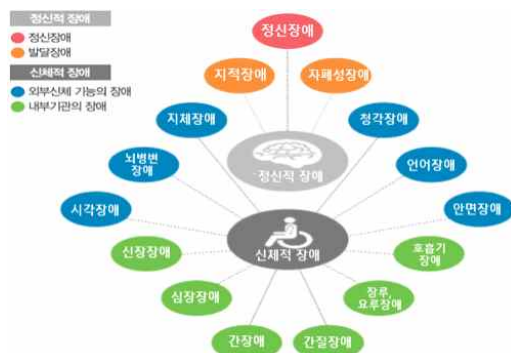 정신적 장애
정신장애
발달장애
신체적 장애
외부신체 기능의 장애
내부기관의 장애
정신장애
지적장애
자폐성장애
지체장애
청각장애
정신적 장애
뇌병변
장애
언어장애
시각장애
안면장애
신체적 장애
신장장애
호흡기
장애
심장장애
장루,
요루장애
간장애
간질장애